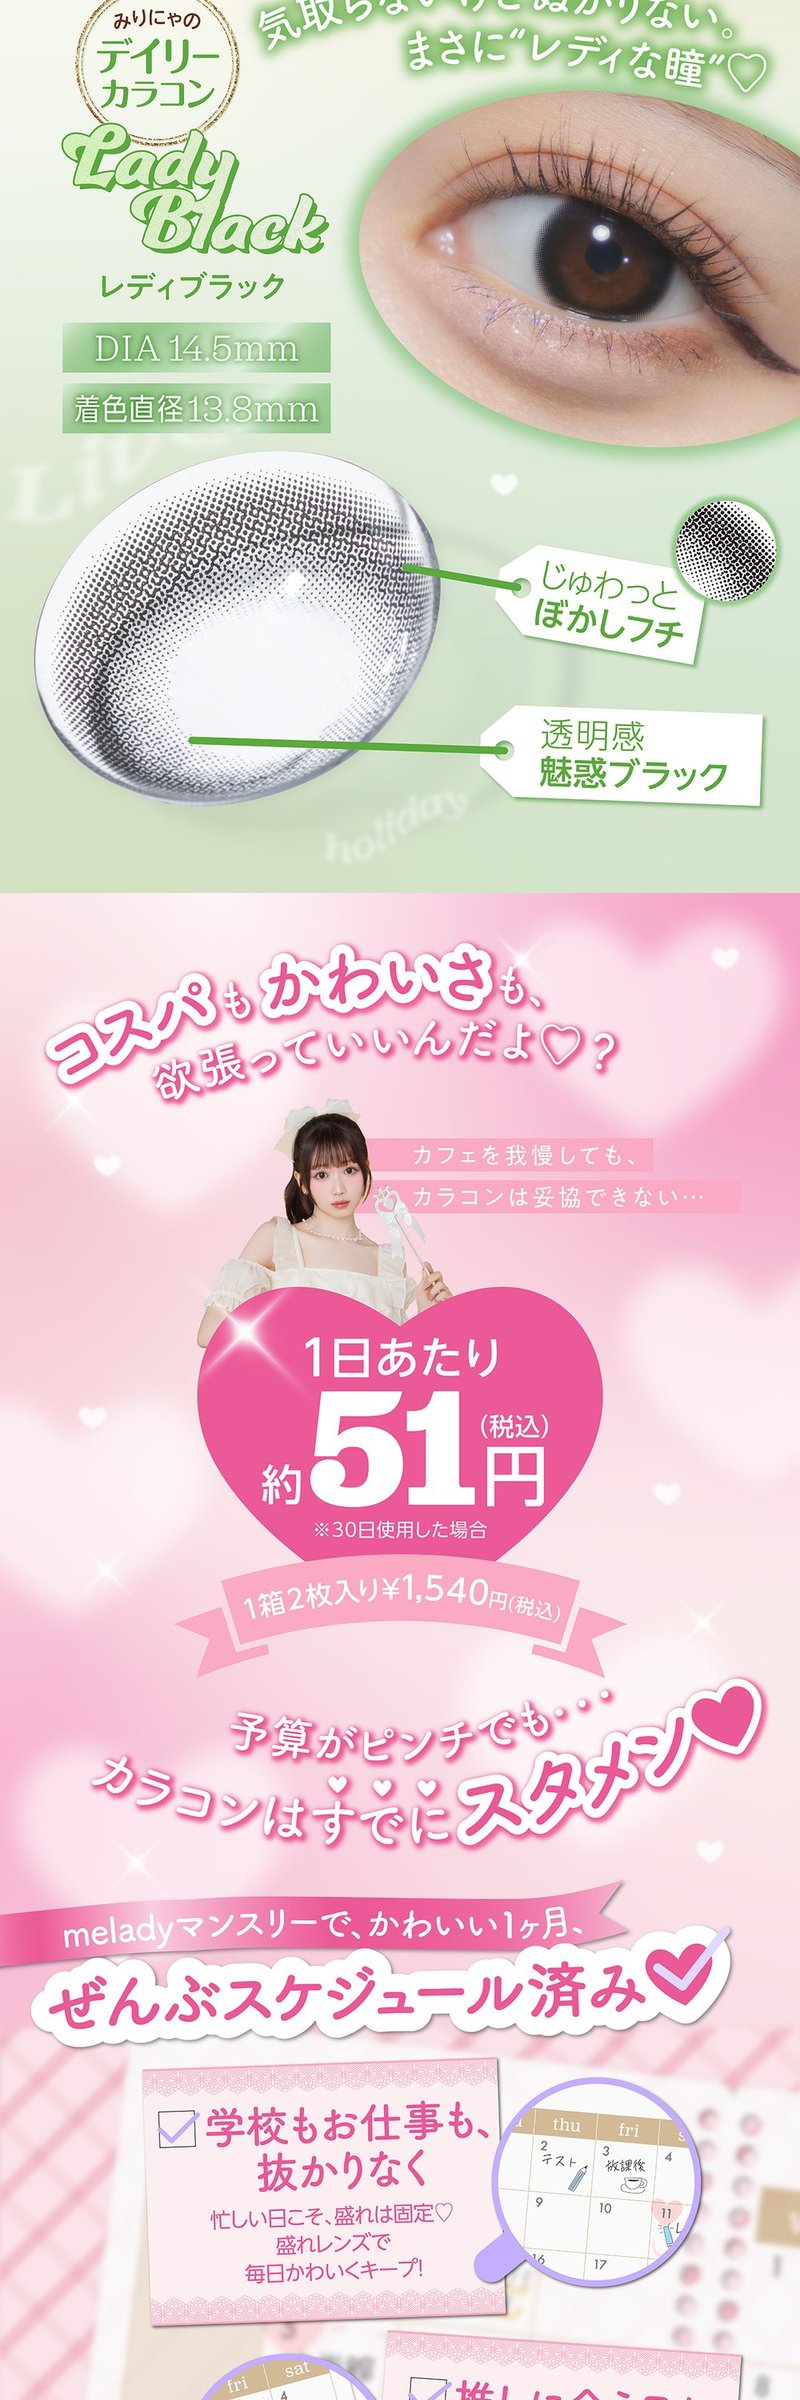 みりにゃの
デイリー
カラコン
気取らないけどぬかりない。
まさに“レディな瞳”♡
Lady
Black
レディブラック
DIA 14.5mm
着色直径13.8mm
Live
じゅわっと
ぼかしフチ
透明感
魅惑ブラック
holiday
コスパもかわいさも、
欲張っていいんだよ♡?
カフェを我慢しても、
カラコンは妥協できない…
1日あたり
約51円(税込)
※30日使用した場合
1箱2枚入り¥1,540円(税込)
予算がピンチでも・・・
カラコンはすでにスタメン♥
meladyマンスリーで、かわいい1ヶ月、
ぜんぶスケジュール済み
学校もお仕事も、
抜かりなく
忙しい日こそ、盛れは固定♡
盛れレンズで
毎日かわいくキープ!
thu fri s
2 3 4
テスト 放課後
9 10 11
16 17
fri sat
4